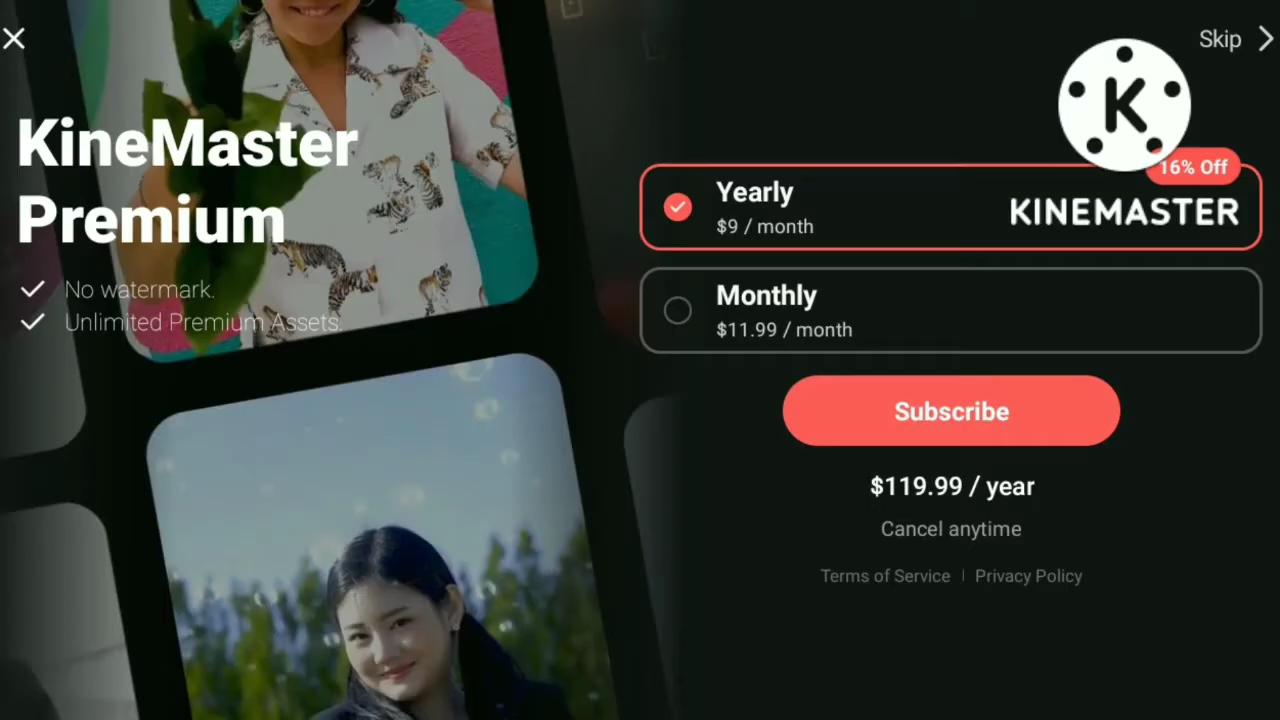 Skip
KineMaster
Premium
No watermark.
Unlimited Premium Assets.
K
16% Off
Yearly
$9 / month
KINEMASTER
Monthly
$11.99 / month
Subscribe
$119.99 / year
Cancel anytime
Terms of Service | Privacy Policy